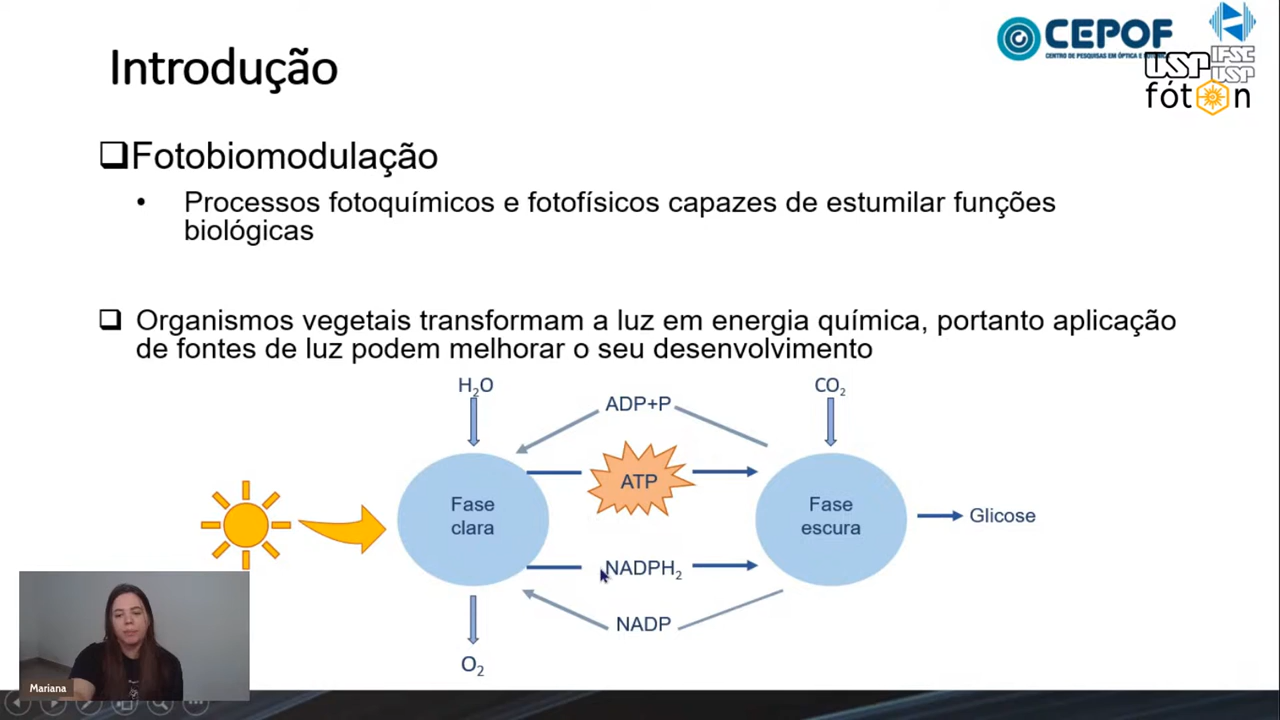 Introdução
CEPOF
CENTRO DE PESQUISAS EM ÓPTICA E
USP
IFSC
USP
fóton
Fotobiomodulação
• Processos fotoquímicos e fotofísicos capazes de estumilar funções
biológicas
Organismos vegetais transformam a luz em energia química, portanto aplicação
de fontes de luz podem melhorar o seu desenvolvimento
H₂O
CO₂
ADP+P
ATP
Fase
clara
Fase
escura
Glicose
NADPH₂
NADP
O₂
Mariana